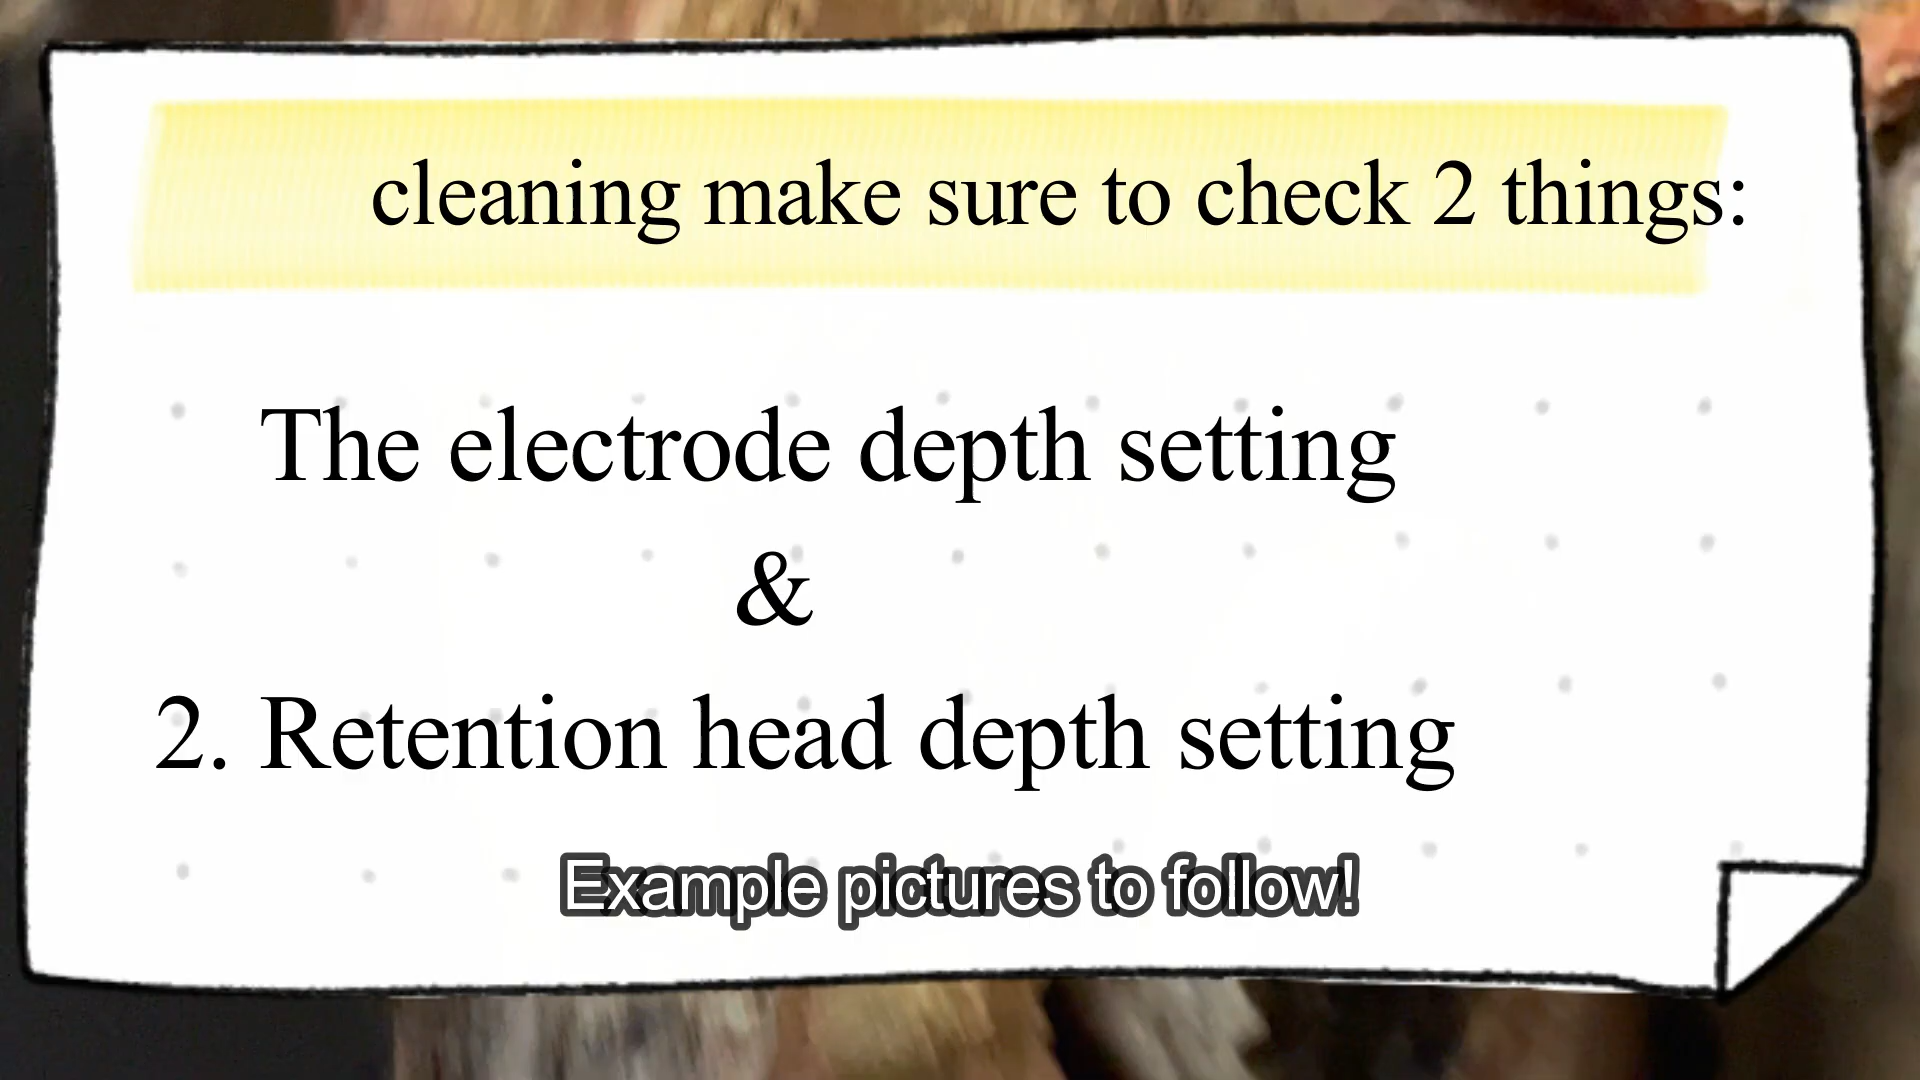 cleaning make sure to check 2 things:
The electrode depth setting
&
2. Retention head depth setting
Example pictures to follow!